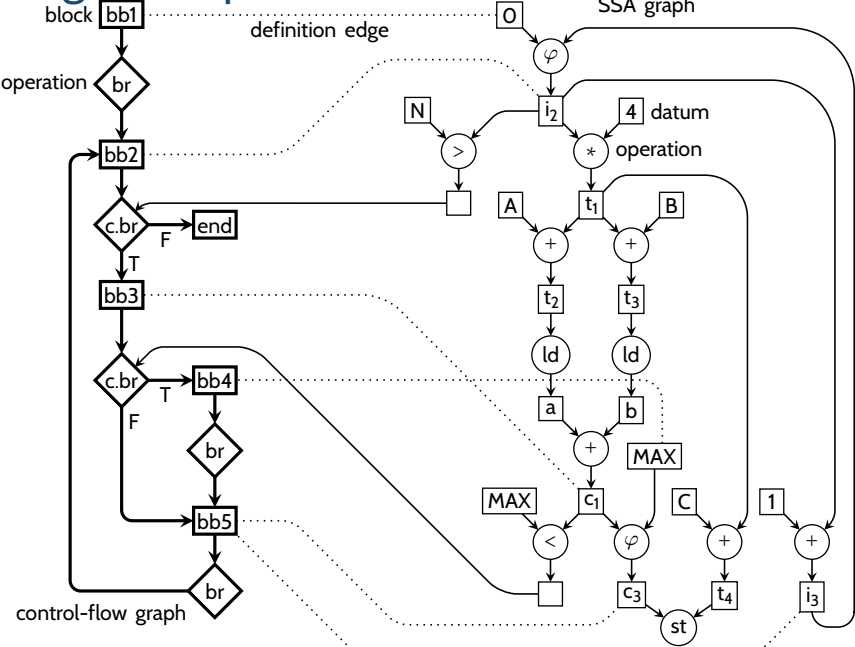 SSA graph
block
bb1
0
definition edge
φ
operation
br
N
i2
4
datum
>
*
operation
bb2
A
t1
B
c.br
F
end
+
+
T
bb3
t2
t3
ld
ld
c.br
T
bb4
a
b
F
br
+
MAX
MAX
c1
C
1
bb5
<
φ
+
+
br
c3
t4
i3
control-flow graph
st